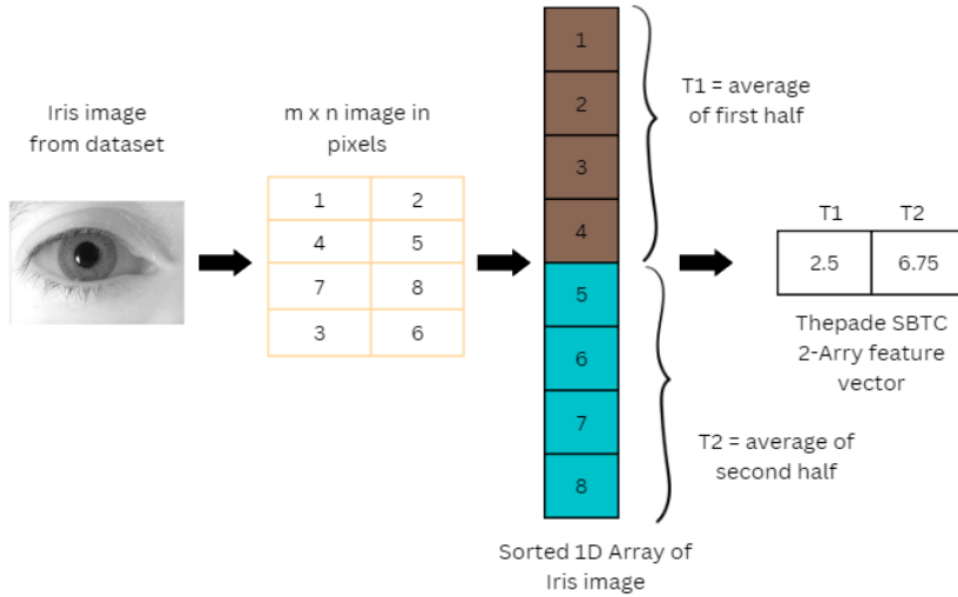 Iris image
from dataset
m x n image in
pixels
1 2
4 5
7 8
3 6
1
2
3
4
5
6
7
8
Sorted 1D Array of
Iris image
T1 = average
of first half
T2 = average of
second half
T1 T2
2.5 6.75
Thepade SBTC
2-Arry feature
vector